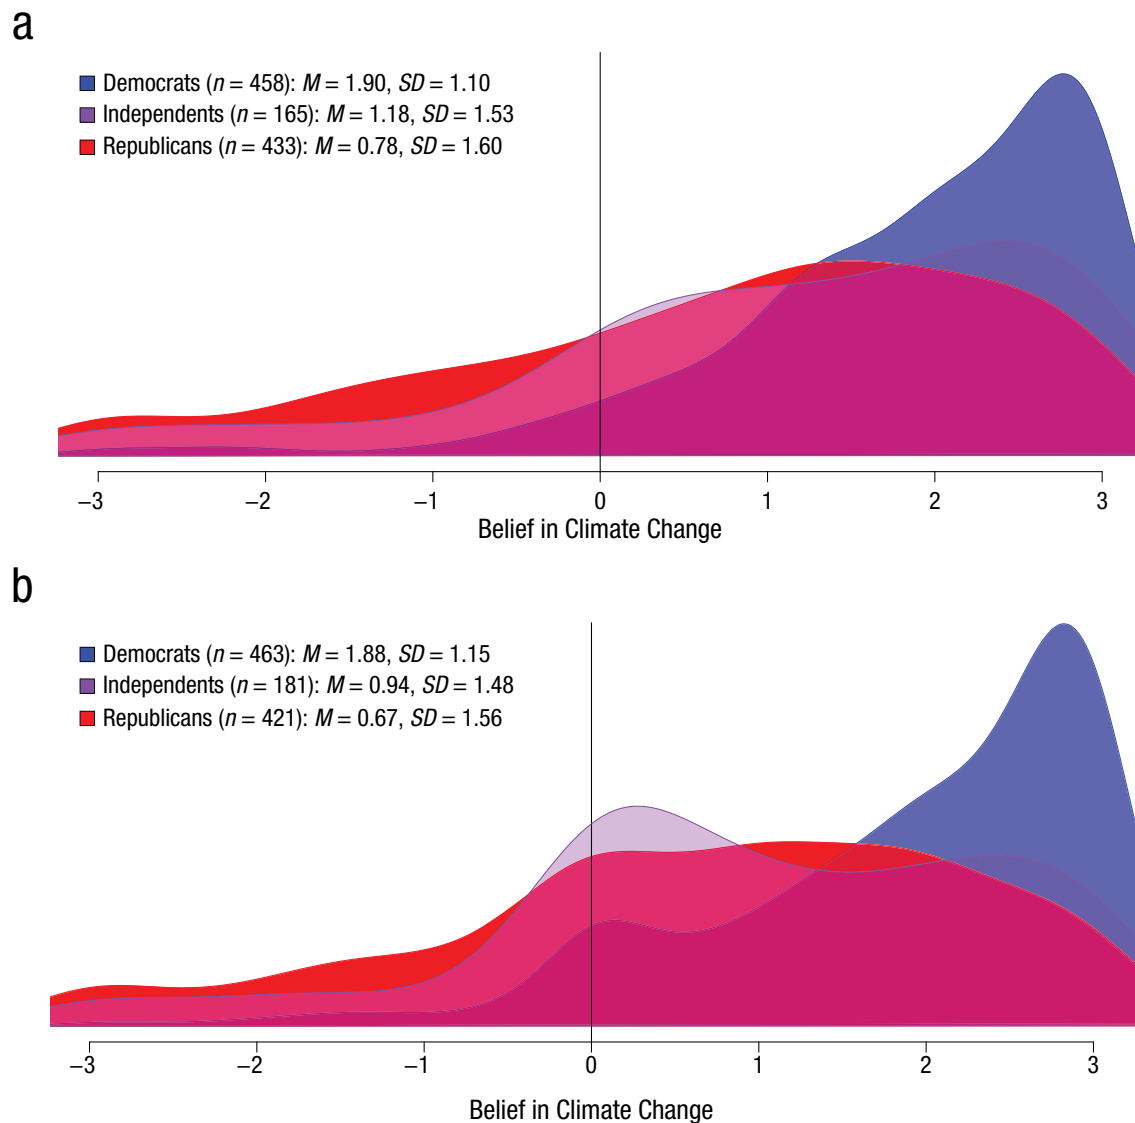 a
Democrats (n = 458): M = 1.90, SD = 1.10
Independents (n = 165): M = 1.18, SD = 1.53
Republicans (n = 433): M = 0.78, SD = 1.60
–3 –2 –1 0 1 2 3
Belief in Climate Change
b
Democrats (n = 463): M = 1.88, SD = 1.15
Independents (n = 181): M = 0.94, SD = 1.48
Republicans (n = 421): M = 0.67, SD = 1.56
–3 –2 –1 0 1 2 3
Belief in Climate Change